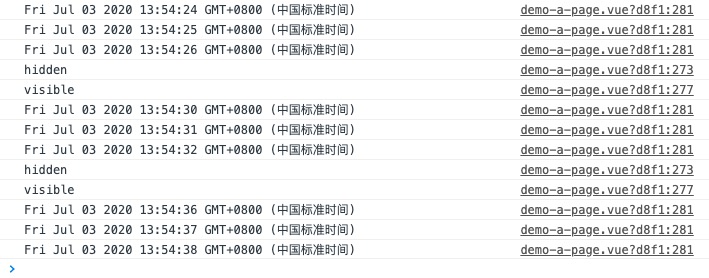 Fri Jul 03 2020 13:54:24 GMT+0800 (中国标准时间) demo-a-page.vue?d8f1:281
Fri Jul 03 2020 13:54:25 GMT+0800 (中国标准时间) demo-a-page.vue?d8f1:281
Fri Jul 03 2020 13:54:26 GMT+0800 (中国标准时间) demo-a-page.vue?d8f1:281
hidden demo-a-page.vue?d8f1:273
visible demo-a-page.vue?d8f1:277
Fri Jul 03 2020 13:54:30 GMT+0800 (中国标准时间) demo-a-page.vue?d8f1:281
Fri Jul 03 2020 13:54:31 GMT+0800 (中国标准时间) demo-a-page.vue?d8f1:281
Fri Jul 03 2020 13:54:32 GMT+0800 (中国标准时间) demo-a-page.vue?d8f1:281
hidden demo-a-page.vue?d8f1:273
visible demo-a-page.vue?d8f1:277
Fri Jul 03 2020 13:54:36 GMT+0800 (中国标准时间) demo-a-page.vue?d8f1:281
Fri Jul 03 2020 13:54:37 GMT+0800 (中国标准时间) demo-a-page.vue?d8f1:281
Fri Jul 03 2020 13:54:38 GMT+0800 (中国标准时间) demo-a-page.vue?d8f1:281